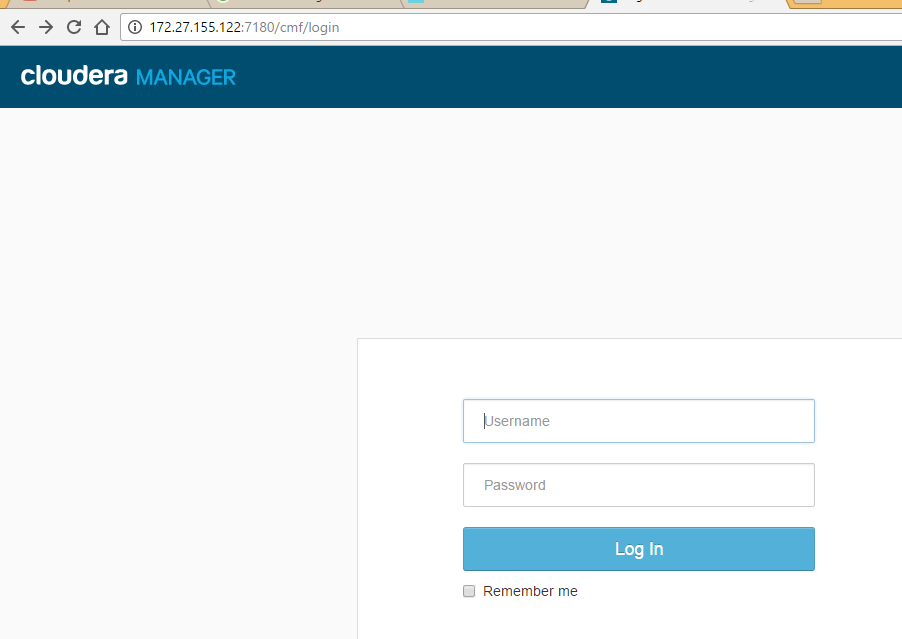 172.27.155.122:7180/cmf/login
cloudera MANAGER
Username
Password
Log In
Remember me